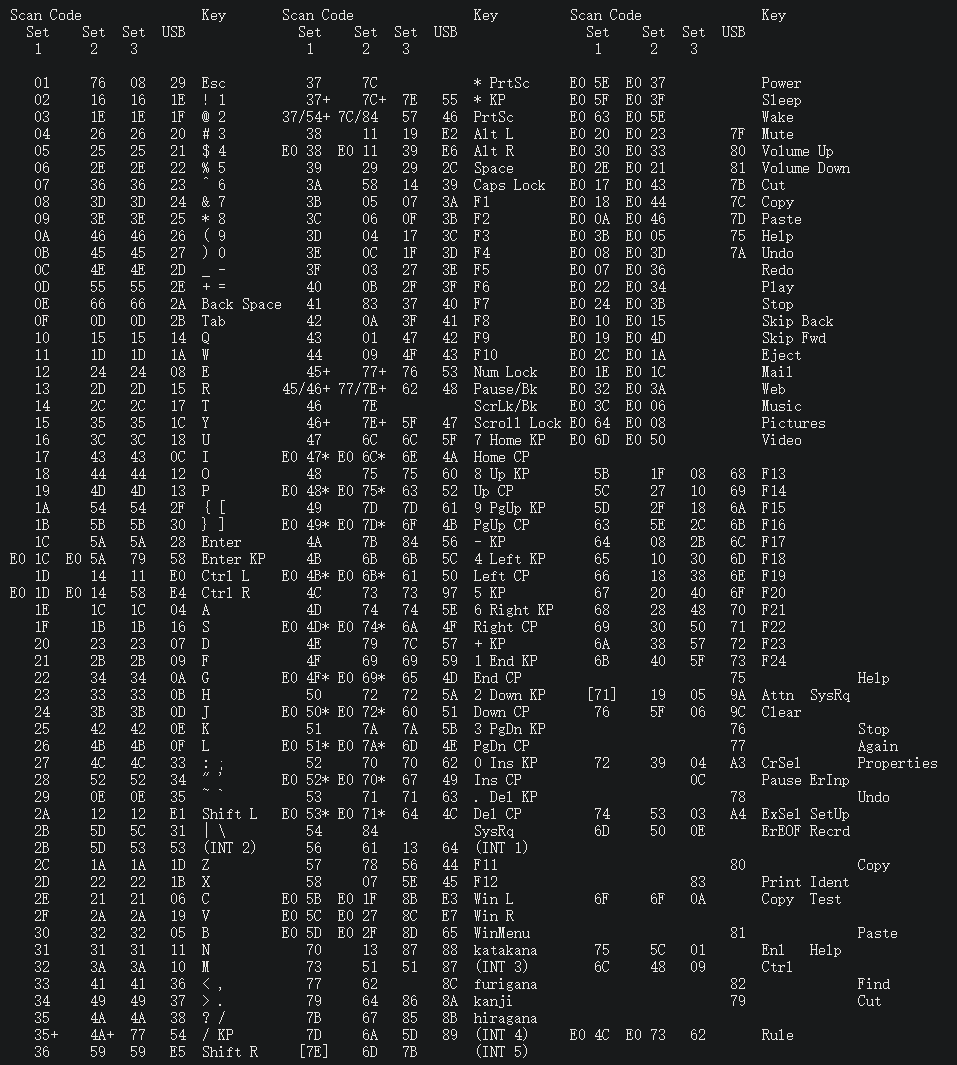 Scan Code Key Scan Code Key Scan Code Key
Set Set Set USB Set Set Set USB Set Set Set USB
1 2 3 1 2 3 1 2 3
01 76 08 29 Esc 37 7C * PrtSc E0 5E E0 37 Power
02 16 16 1E ! 1 37+ 7C+ 7E 55 * KP E0 5F E0 3F Sleep
03 1E 1E 1F @ 2 37/54+ 7C/84 57 46 PrtSc E0 63 E0 5E Wake
04 26 26 20 # 3 38 11 19 E2 Alt L E0 20 E0 23 7F Mute
05 25 25 21 $ 4 E0 38 E0 11 39 E6 Alt R E0 30 E0 33 80 Volume Up
06 2E 2E 22 % 5 39 29 29 2C Space E0 2E E0 21 81 Volume Down
07 36 36 23 ^ 6 3A 58 14 39 Caps Lock E0 17 E0 43 7B Cut
08 3D 3D 24 & 7 3B 05 07 3A F1 E0 18 E0 44 7C Copy
09 3E 3E 25 * 8 3C 06 0F 3B F2 E0 0A E0 46 7D Paste
0A 46 46 26 ( 9 3D 04 17 3C F3 E0 3B E0 05 75 Help
0B 45 45 27 ) 0 3E 0C 1F 3D F4 E0 08 E0 3D 7A Undo
0C 4E 4E 2D _ - 3F 03 27 3E F5 E0 07 E0 36 Redo
0D 55 55 2E + = 40 0B 2F 3F F6 E0 22 E0 34 Play
0E 66 66 2A Back Space 41 83 37 40 F7 E0 24 E0 3B Stop
0F 0D 0D 2B Tab 42 0A 3F 41 F8 E0 10 E0 15 Skip Back
10 15 15 14 Q 43 01 47 42 F9 E0 19 E0 4D Skip Fwd
11 1D 1D 1A W 44 09 4F 43 F10 E0 2C E0 1A Eject
12 24 24 08 E 45+ 77+ 76 53 Num Lock E0 1E E0 1C Mail
13 2D 2D 15 R 45/46+ 77/7E+ 62 48 Pause/Bk E0 32 E0 3A Web
14 2C 2C 17 T 46 7E ScrLk/Bk E0 3C E0 06 Music
15 35 35 1C Y 46+ 7E+ 5F 47 Scroll Lock E0 64 E0 08 Pictures
16 3C 3C 18 U 47 6C 6C 5F 7 Home KP E0 6D E0 50 Video
17 43 43 0C I E0 47* E0 6C* 6E 4A Home CP
18 44 44 12 O 48 75 75 60 8 Up KP 5B 1F 08 68 F13
19 4D 4D 13 P E0 48* E0 75* 63 52 Up CP 5C 27 10 69 F14
1A 54 54 2F { [ 49 7D 7D 61 9 PgUp KP 5D 2F 18 6A F15
1B 5B 5B 30 } ] E0 49* E0 7D* 6F 4B PgUp CP 63 5E 2C 6B F16
1C 5A 5A 28 Enter 4A 7B 84 56 - KP 64 08 2B 6C F17
E0 1C E0 5A 79 58 Enter KP 4B 6B 6B 5C 4 Left KP 65 10 30 6D F18
1D 14 11 E0 Ctrl L E0 4B* E0 6B* 61 50 Left CP 66 18 38 6E F19
E0 1D E0 14 58 E4 Ctrl R 4C 73 73 97 5 KP 67 20 40 6F F20
1E 1C 1C 04 A 4D 74 74 5E 6 Right KP 68 28 48 70 F21
1F 1B 1B 16 S E0 4D* E0 74* 6A 4F Right CP 69 30 50 71 F22
20 23 23 07 D 4E 79 7C 57 + KP 6A 38 57 72 F23
21 2B 2B 09 F 4F 69 69 59 1 End KP 6B 40 5F 73 F24
22 34 34 0A G E0 4F* E0 69* 65 4D End CP 75 Help
23 33 33 0B H 50 72 72 5A 2 Down KP [71] 19 05 9A Attn SysRq
24 3B 3B 0D J E0 50* E0 72* 60 51 Down CP 76 5F 06 9C Clear
25 42 42 0E K 51 7A 7A 5B 3 PgDn KP 76 Stop
26 4B 4B 0F L E0 51* E0 7A* 6D 4E PgDn CP 77 Again
27 4C 4C 33 : ; 52 70 70 62 0 Ins KP 72 39 04 A3 CrSel Properties
28 52 52 34 " ' E0 52* E0 70* 67 49 Ins CP 0C Pause ErInp
29 0E 0E 35 ~ ` 53 71 71 63 . Del KP 78 Undo
2A 12 12 E1 Shift L E0 53* E0 71* 64 4C Del CP 74 53 03 A4 ExSel SetUp
2B 5D 5C 31 | \ 54 84 SysRq 6D 50 0E ErEOF Recrd
2B 5D 53 53 (INT 2) 56 61 13 64 (INT 1)
2C 1A 1A 1D Z 57 78 56 44 F11 80 Copy
2D 22 22 1B X 58 07 5E 45 F12 83 Print Ident
2E 21 21 06 C E0 5B E0 1F 8B E3 Win L 6F 6F 0A Copy Test
2F 2A 2A 19 V E0 5C E0 27 8C E7 Win R
30 32 32 05 B E0 5D E0 2F 8D 65 WinMenu 81 Paste
31 31 31 11 N 70 13 87 88 katakana 75 5C 01 Enl Help
32 3A 3A 10 M 73 51 51 87 (INT 3) 6C 48 09 Ctrl
33 41 41 36 < , 77 62 8C furigana 82 Find
34 49 49 37 > . 79 64 86 8A kanji 79 Cut
35 4A 4A 38 ? / 7B 67 85 8B hiragana
35+ 4A+ 77 54 / KP 7D 6A 5D 89 (INT 4) E0 4C E0 73 62 Rule
36 59 59 E5 Shift R [7E] 6D 7B (INT 5)